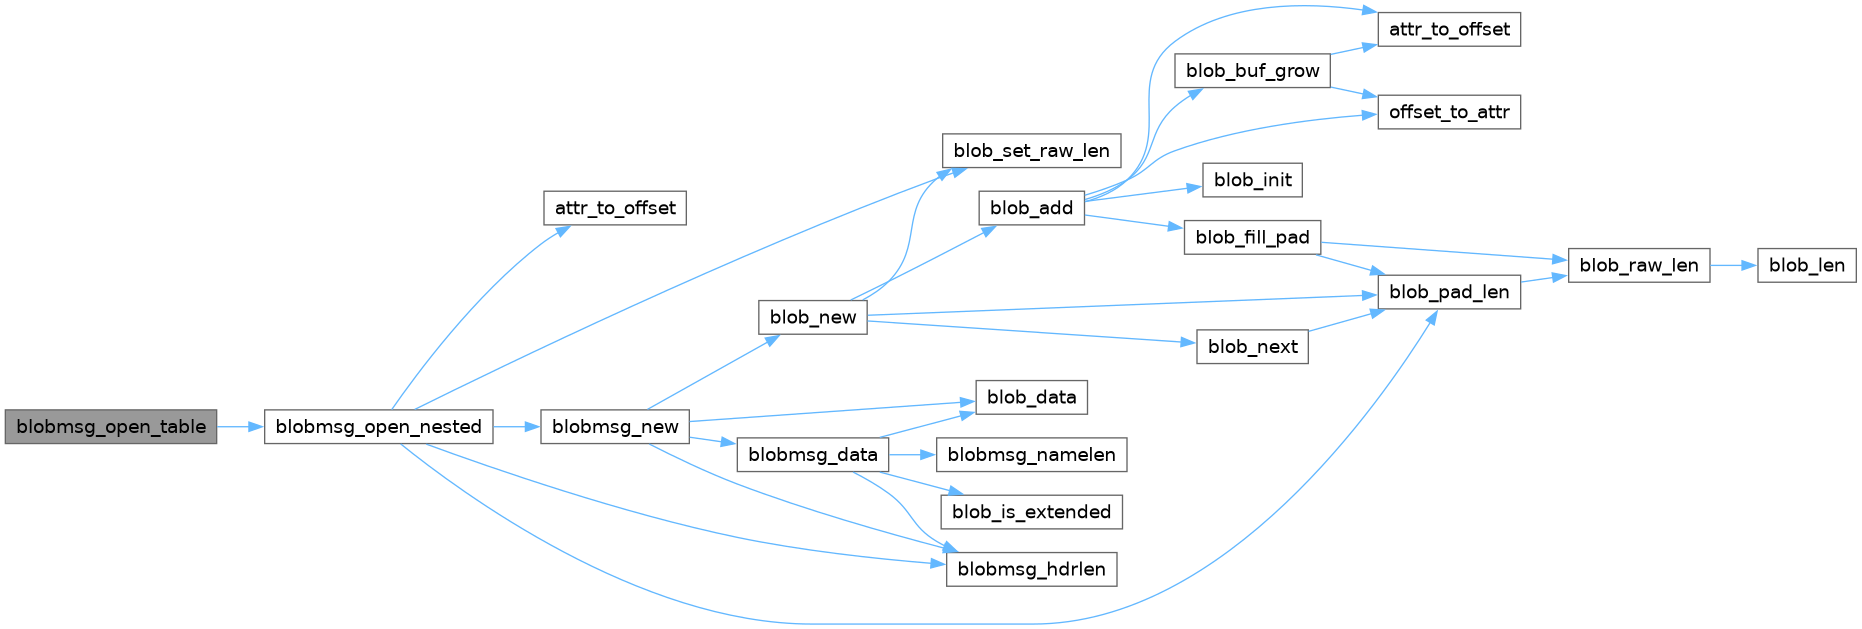 blobmsg_open_table
blobmsg_open_nested
attr_to_offset
blobmsg_new
blob_new
blobmsg_data
blob_set_raw_len
blob_add
blob_data
blobmsg_namelen
blob_is_extended
blobmsg_hdrlen
blob_buf_grow
blob_init
blob_fill_pad
blob_next
attr_to_offset
offset_to_attr
blob_pad_len
blob_raw_len
blob_len